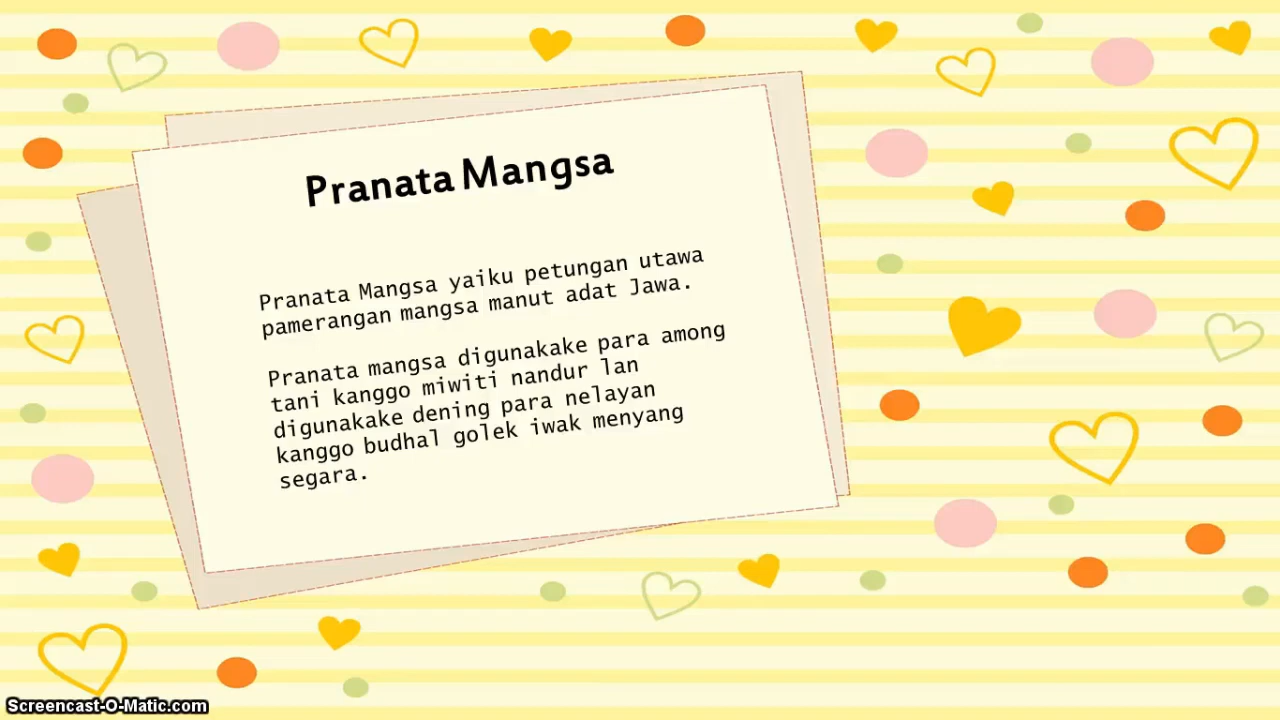 Pranata Mangsa
Pranata Mangsa yaiku petungan utawa
pamerangan mangsa manut adat Jawa.
Pranata mangsa digunakake para among
tani kanggo miwiti nandur lan
digunakake dening para nelayan
kanggo budhal golek iwak menyang
segara.
Screencast-O-Matic.com